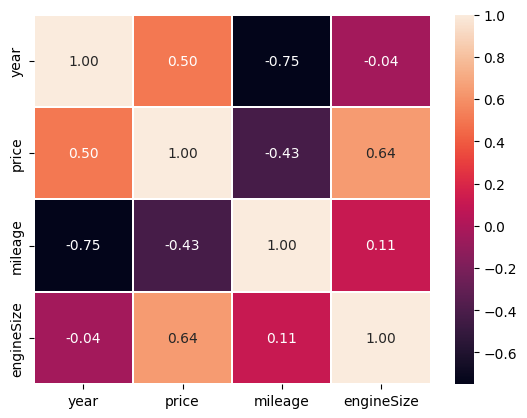 year 1.00 0.50 -0.75 -0.04
price 0.50 1.00 -0.43 0.64
mileage -0.75 -0.43 1.00 0.11
engineSize -0.04 0.64 0.11 1.00
year price mileage engineSize
1.0
0.8
0.6
0.4
0.2
0.0
−0.2
−0.4
−0.6